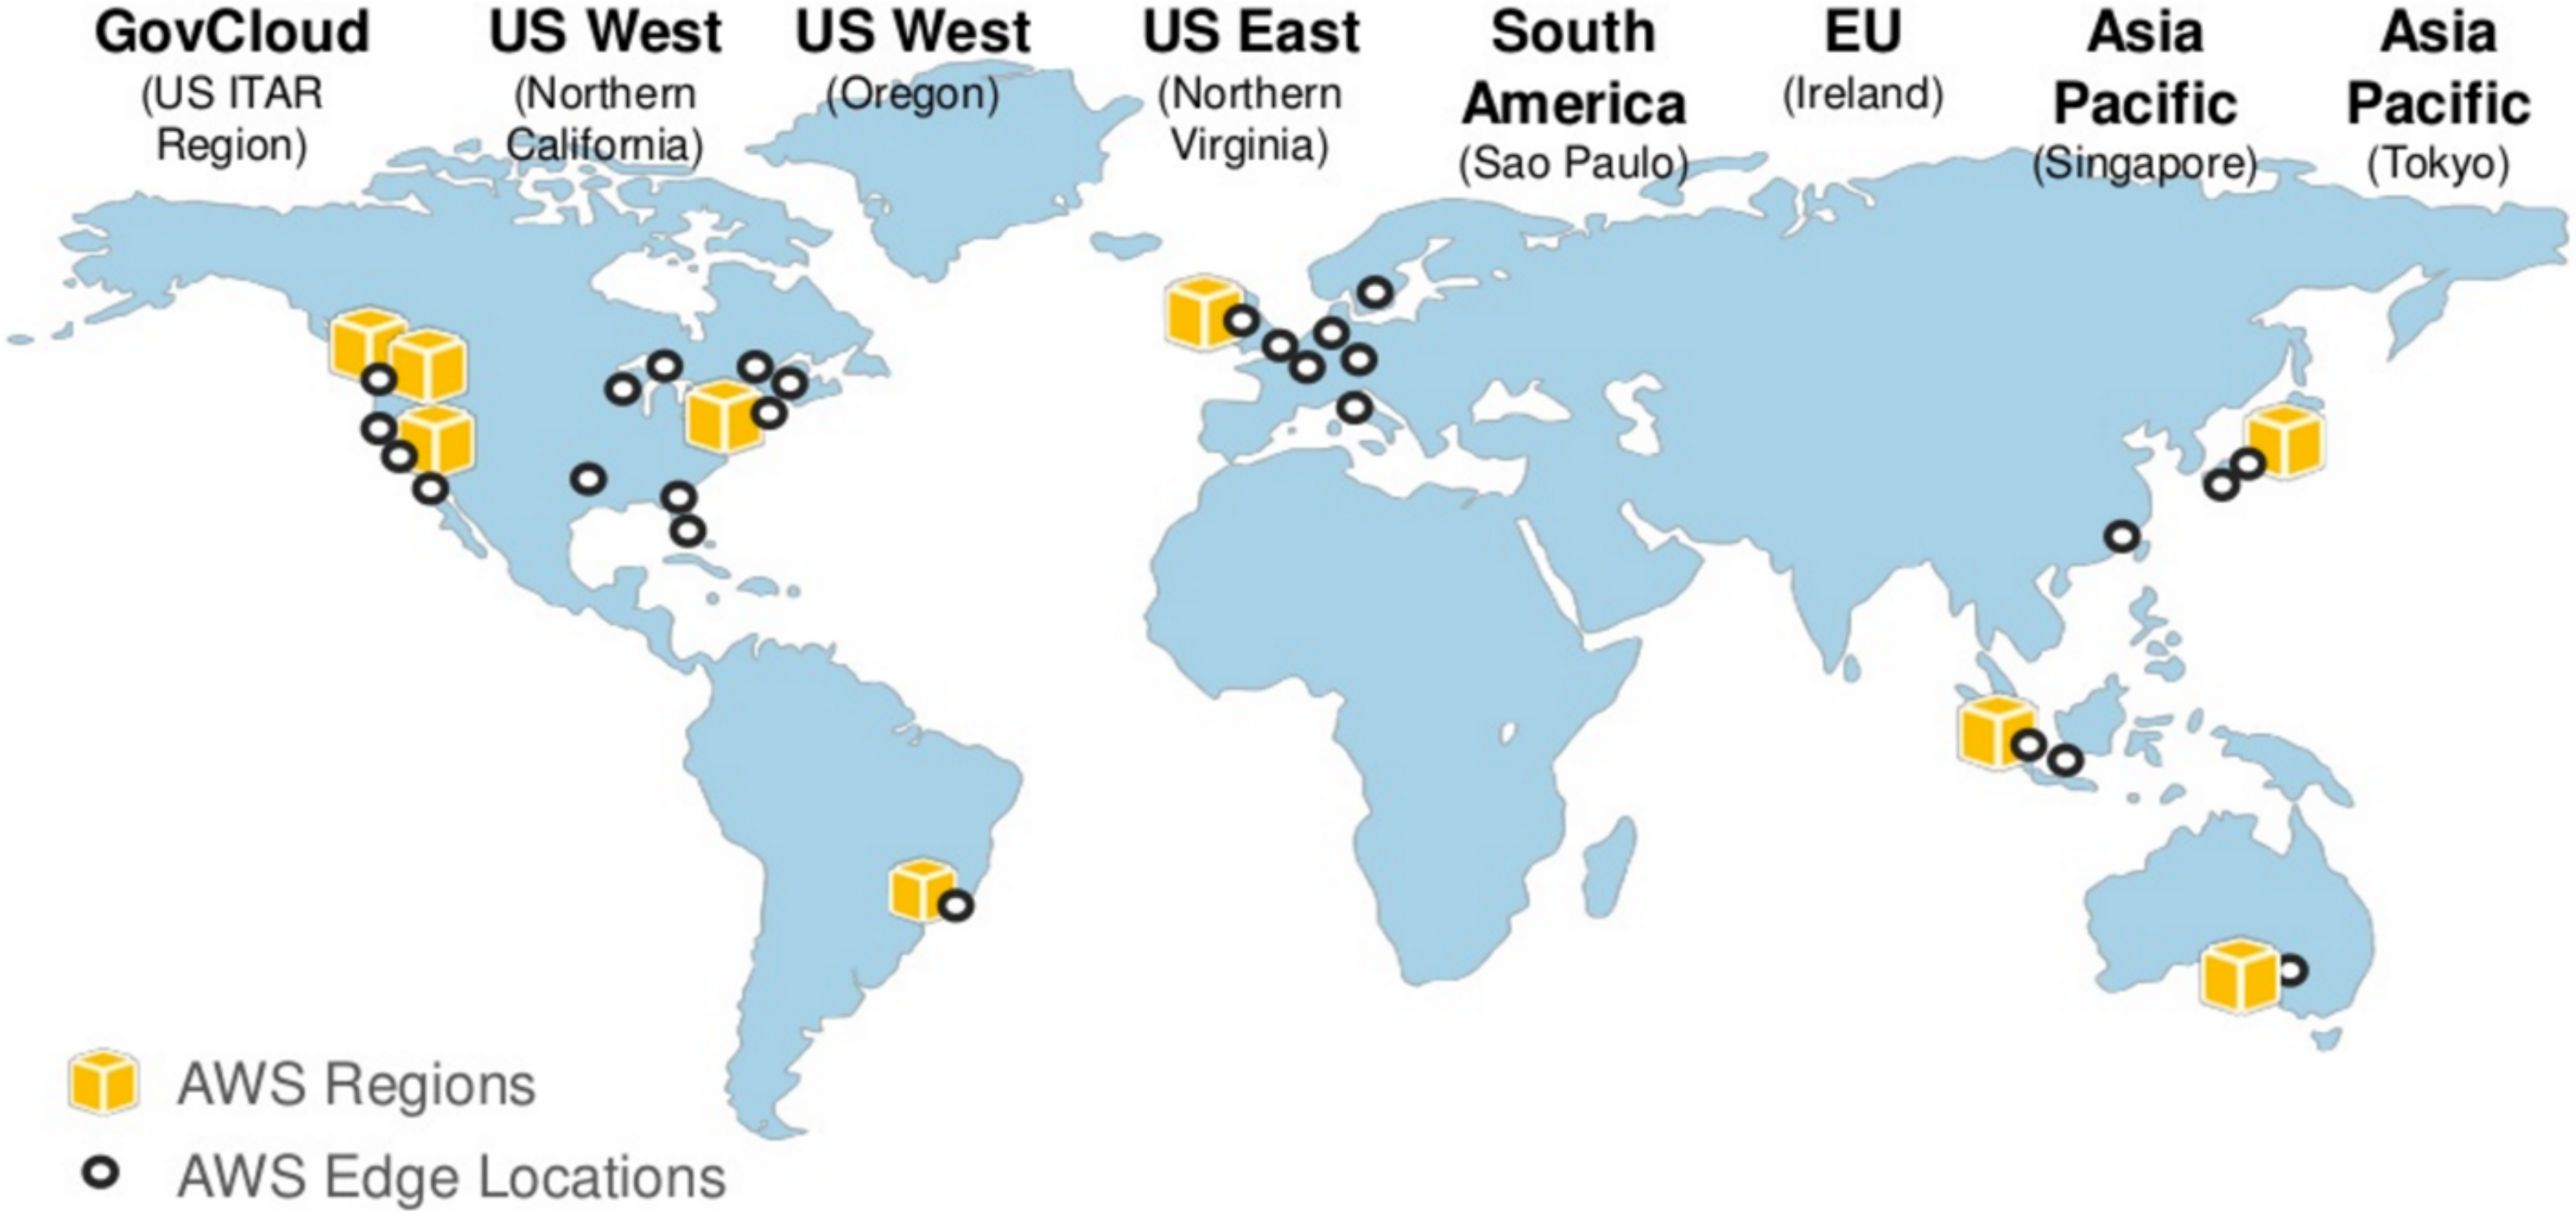 GovCloud
(US ITAR
Region)
US West
(Northern
California)
US West
(Oregon)
US East
(Northern
Virginia)
South
America
(Sao Paulo)
EU
(Ireland)
Asia
Pacific
(Singapore)
Asia
Pacific
(Tokyo)
AWS Regions
AWS Edge Locations